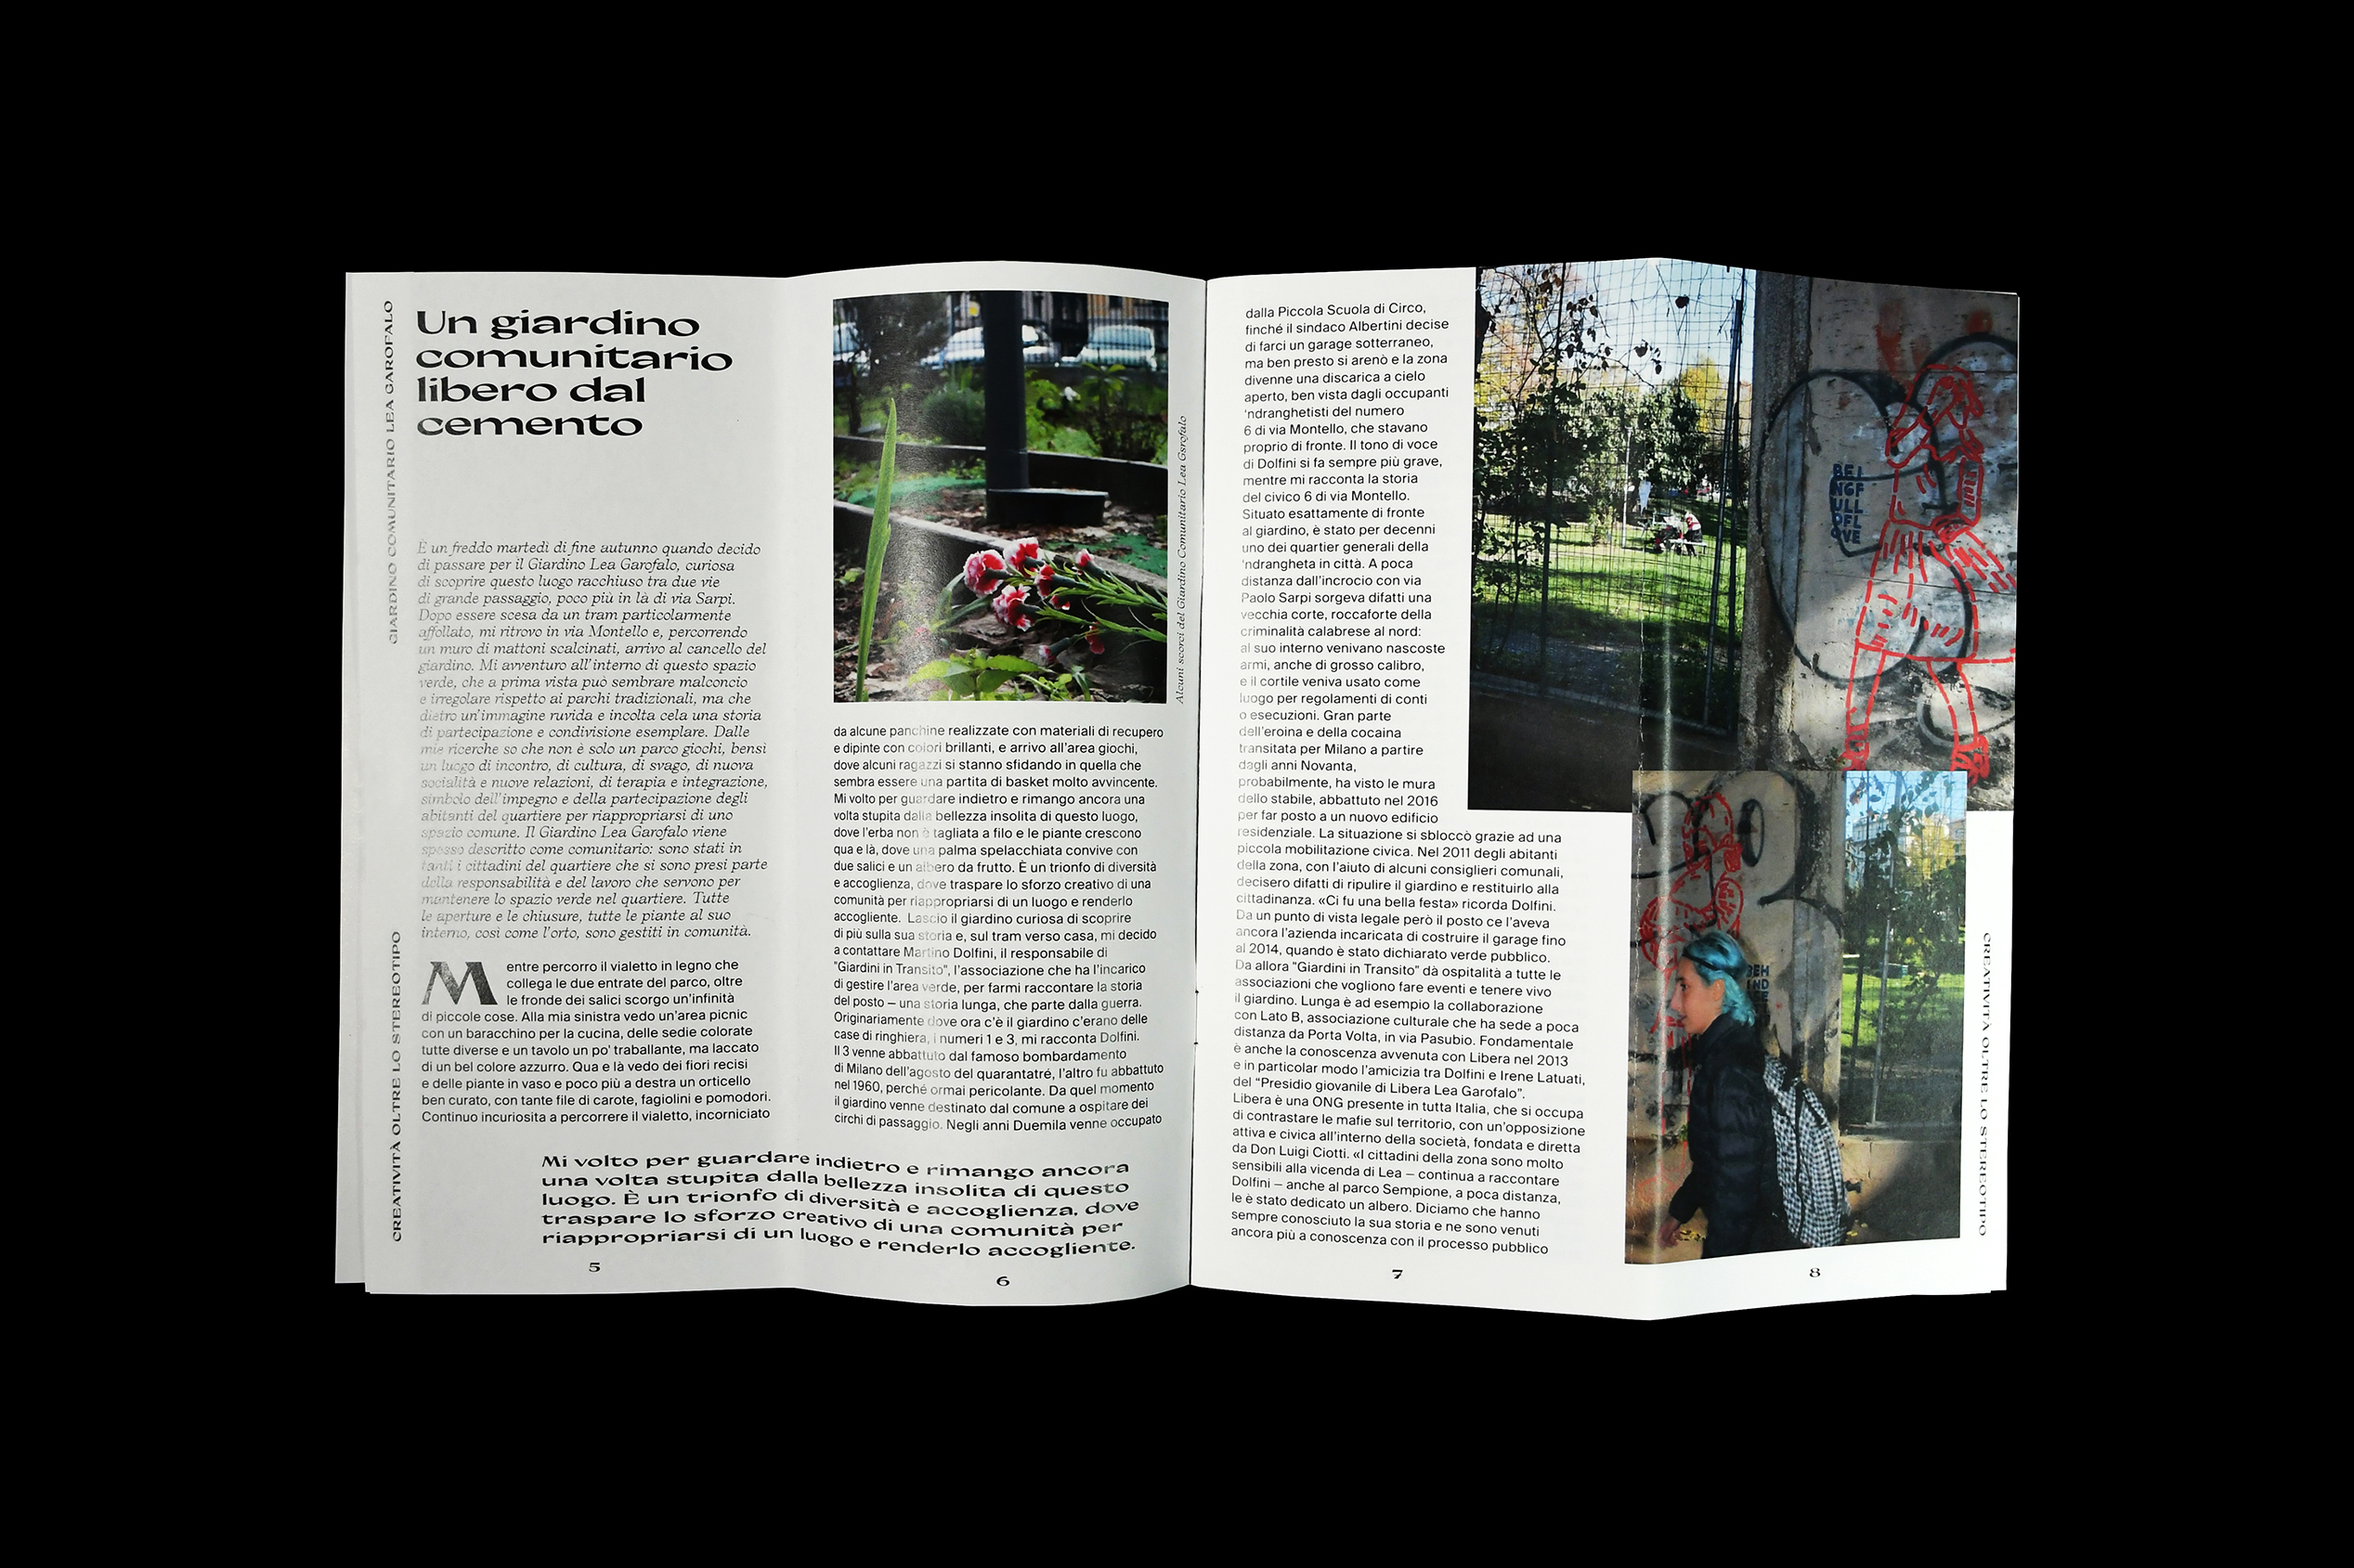 GIARDINO COMUNITARIO LEA GAROFALO
CREATIVITÀ OLTRE LO STEREOTIPO
Un giardino
comunitario
libero dal
cemento
È un freddo martedì di fine autunno quando decido
di passare per il Giardino Lea Garofalo, curiosa
di scoprire questo luogo racchiuso tra due vie
di grande passaggio, poco più in là di via Sarpi.
Dopo essere scesa da un tram particolarmente
affollato, mi ritrovo in via Montello e, percorrendo
un muro di mattoni scalcinati, arrivo al cancello del
giardino. Mi avventuro all'interno di questo spazio
verde, che a prima vista può sembrare malconcio
e irregolare rispetto ai parchi tradizionali, ma che
dietro un'immagine ruvida e incolta cela una storia
di partecipazione e condivisione esemplare. Dalle
mie ricerche so che non è solo un parco giochi, bensì
un luogo di incontro, di cultura, di svago, di nuova
socialità e nuove relazioni, di terapia e integrazione,
simbolo dell'impegno e della partecipazione degli
abitanti del quartiere per riappropriarsi di uno
spazio comune. Il Giardino Lea Garofalo viene
spesso descritto come comunitario: sono stati in
tanti i cittadini del quartiere che si sono presi parte
della responsabilità e del lavoro che servono per
mantenere lo spazio verde nel quartiere. Tutte
le aperture e le chiusure, tutte le piante al suo
interno, così come l'orto, sono gestiti in comunità.
Mentre percorro il vialetto in legno che
collega le due entrate del parco, oltre
le fronde dei salici scorgo un'infinità
di piccole cose. Alla mia sinistra vedo un'area picnic
con un baracchino per la cucina, delle sedie colorate
tutte diverse e un tavolo un po' traballante, ma laccato
di un bel colore azzurro. Qua e là vedo dei fiori recisi
e delle piante in vaso e poco più a destra un orticello
ben curato, con tante file di carote, fagiolini e pomodori.
Continuo incuriosita a percorrere il vialetto, incorniciato
Alcuni scorci del Giardino Comunitario Lea Gsrofalo
da alcune panchine realizzate con materiali di recupero
e dipinte con colori brillanti, e arrivo all'area giochi,
dove alcuni ragazzi si stanno sfidando in quella che
sembra essere una partita di basket molto avvincente.
Mi volto per guardare indietro e rimango ancora una
volta stupita dalla bellezza insolita di questo luogo,
dove l'erba non è tagliata a filo e le piante crescono
qua e là, dove una palma spelacchiata convive con
due salici e un albero da frutto. È un trionfo di diversità
e accoglienza, dove traspare lo sforzo creativo di una
comunità per riappropriarsi di un luogo e renderlo
accogliente. Lascio il giardino curiosa di scoprire
di più sulla sua storia e, sul tram verso casa, mi decido
a contattare Martino Dolfini, il responsabile di
"Giardini in Transito", l'associazione che ha l'incarico
di gestire l'area verde, per farmi raccontare la storia
del posto – una storia lunga, che parte dalla guerra.
Originariamente dove ora c'è il giardino c'erano delle
case di ringhiera, i numeri 1 e 3, mi racconta Dolfini.
Il 3 venne abbattuto dal famoso bombardamento
di Milano dell'agosto del quarantatré, l'altro fu abbattuto
nel 1960, perché ormai pericolante. Da quel momento
il giardino venne destinato dal comune a ospitare dei
circhi di passaggio. Negli anni Duemila venne occupato
Mi volto per guardare indietro e rimango ancora
una volta stupita dalla bellezza insolita di questo
luogo. È un trionfo di diversità e accoglienza, dove
traspare lo sforzo creativo di una comunità per
riappropriarsi di un luogo e renderlo accogliente.
5
6
dalla Piccola Scuola di Circo,
finché il sindaco Albertini decise
di farci un garage sotterraneo,
ma ben presto si arenò e la zona
divenne una discarica a cielo
aperto, ben vista dagli occupanti
'ndranghetisti del numero
6 di via Montello, che stavano
proprio di fronte. Il tono di voce
di Dolfini si fa sempre più grave,
mentre mi racconta la storia
del civico 6 di via Montello.
Situato esattamente di fronte
al giardino, è stato per decenni
uno dei quartier generali della
'ndrangheta in città. A poca
distanza dall'incrocio con via
Paolo Sarpi sorgeva difatti una
vecchia corte, roccaforte della
criminalità calabrese al nord:
al suo interno venivano nascoste
armi, anche di grosso calibro,
e il cortile veniva usato come
luogo per regolamenti di conti
o esecuzioni. Gran parte
dell'eroina e della cocaina
transitata per Milano a partire
dagli anni Novanta,
probabilmente, ha visto le mura
dello stabile, abbattuto nel 2016
per far posto a un nuovo edificio
residenziale. La situazione si sbloccò grazie ad una
piccola mobilitazione civica. Nel 2011 degli abitanti
della zona, con l'aiuto di alcuni consiglieri comunali,
decisero difatti di ripulire il giardino e restituirlo alla
cittadinanza. «Ci fu una bella festa» ricorda Dolfini.
Da un punto di vista legale però il posto ce l'aveva
ancora l'azienda incaricata di costruire il garage fino
al 2014, quando è stato dichiarato verde pubblico.
Da allora "Giardini in Transito" dà ospitalità a tutte le
associazioni che vogliono fare eventi e tenere vivo
il giardino. Lunga è ad esempio la collaborazione
con Lato B, associazione culturale che ha sede a poca
distanza da Porta Volta, in via Pasubio. Fondamentale
è anche la conoscenza avvenuta con Libera nel 2013
e in particolar modo l'amicizia tra Dolfini e Irene Latuati,
del "Presidio giovanile di Libera Lea Garofalo".
Libera è una ONG presente in tutta Italia, che si occupa
di contrastare le mafie sul territorio, con un'opposizione
attiva e civica all'interno della società, fondata e diretta
da Don Luigi Ciotti. «I cittadini della zona sono molto
sensibili alla vicenda di Lea – continua a raccontare
Dolfini – anche al parco Sempione, a poca distanza,
le è stato dedicato un albero. Diciamo che hanno
sempre conosciuto la sua storia e ne sono venuti
ancora più a conoscenza con il processo pubblico
BEI
NGF
ULL
OFL
OVE
BEH
IND
7
8
CREATIVITÀ OLTRE LO STEREOTIPO